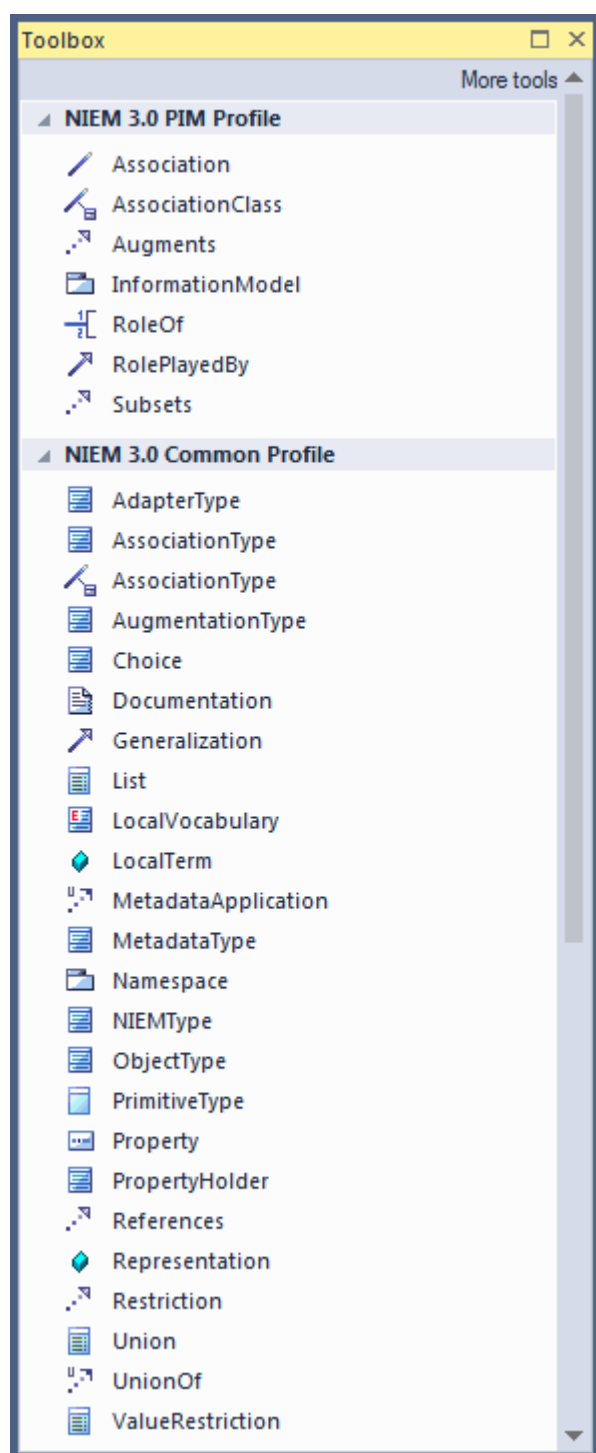 Toolbox
More tools
NIEM 3.0 PIM Profile
Association
AssociationClass
Augments
InformationModel
RoleOf
RolePlayedBy
Subsets
NIEM 3.0 Common Profile
AdapterType
AssociationType
AssociationType
AugmentationType
Choice
Documentation
Generalization
List
LocalVocabulary
LocalTerm
MetadataApplication
MetadataType
Namespace
NIEMType
ObjectType
PrimitiveType
Property
PropertyHolder
References
Representation
Restriction
Union
UnionOf
ValueRestriction